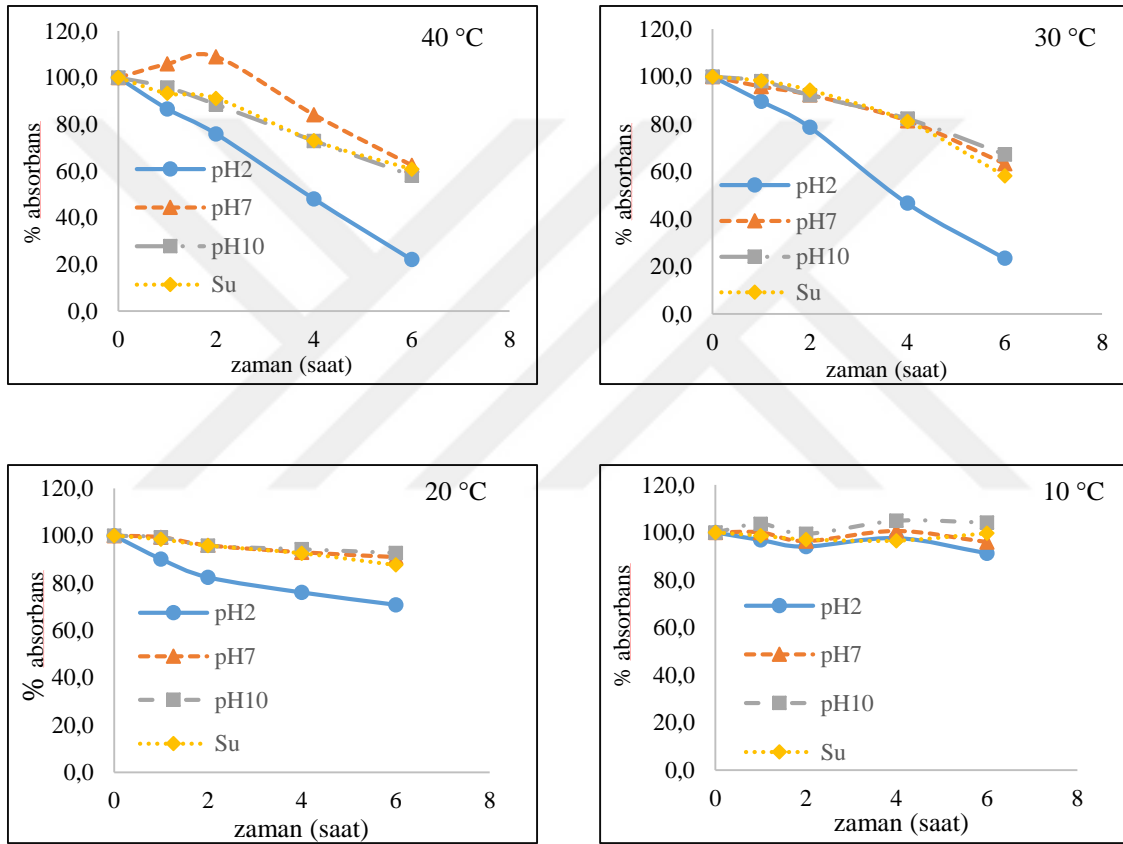 40 °C
120,0
100,0
80,0
60,0
40,0
20,0
0,0
% absorbans
pH2
pH7
pH10
Su
0 2 4 6 8
zaman (saat)
30 °C
120,0
100,0
80,0
60,0
40,0
20,0
0,0
% absorbans
pH2
pH7
pH10
Su
0 2 4 6 8
zaman (saat)
20 °C
120,0
100,0
80,0
60,0
40,0
20,0
0,0
% absorbans
pH2
pH7
pH10
Su
0 2 4 6 8
zaman (saat)
10 °C
120,0
100,0
80,0
60,0
40,0
20,0
0,0
% absorbans
pH2
pH7
pH10
Su
0 2 4 6 8
zaman (saat)